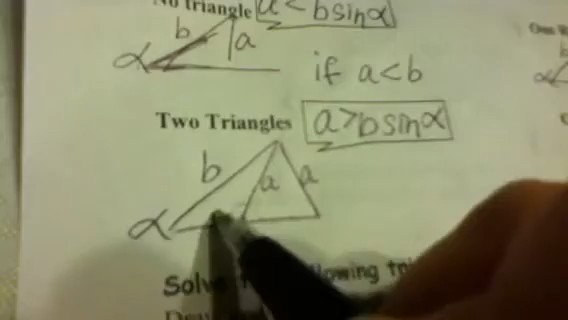 No triangle a < bsinα
b a
α
if a<b
Two Triangles a>bsinα
b a a
α
Solve